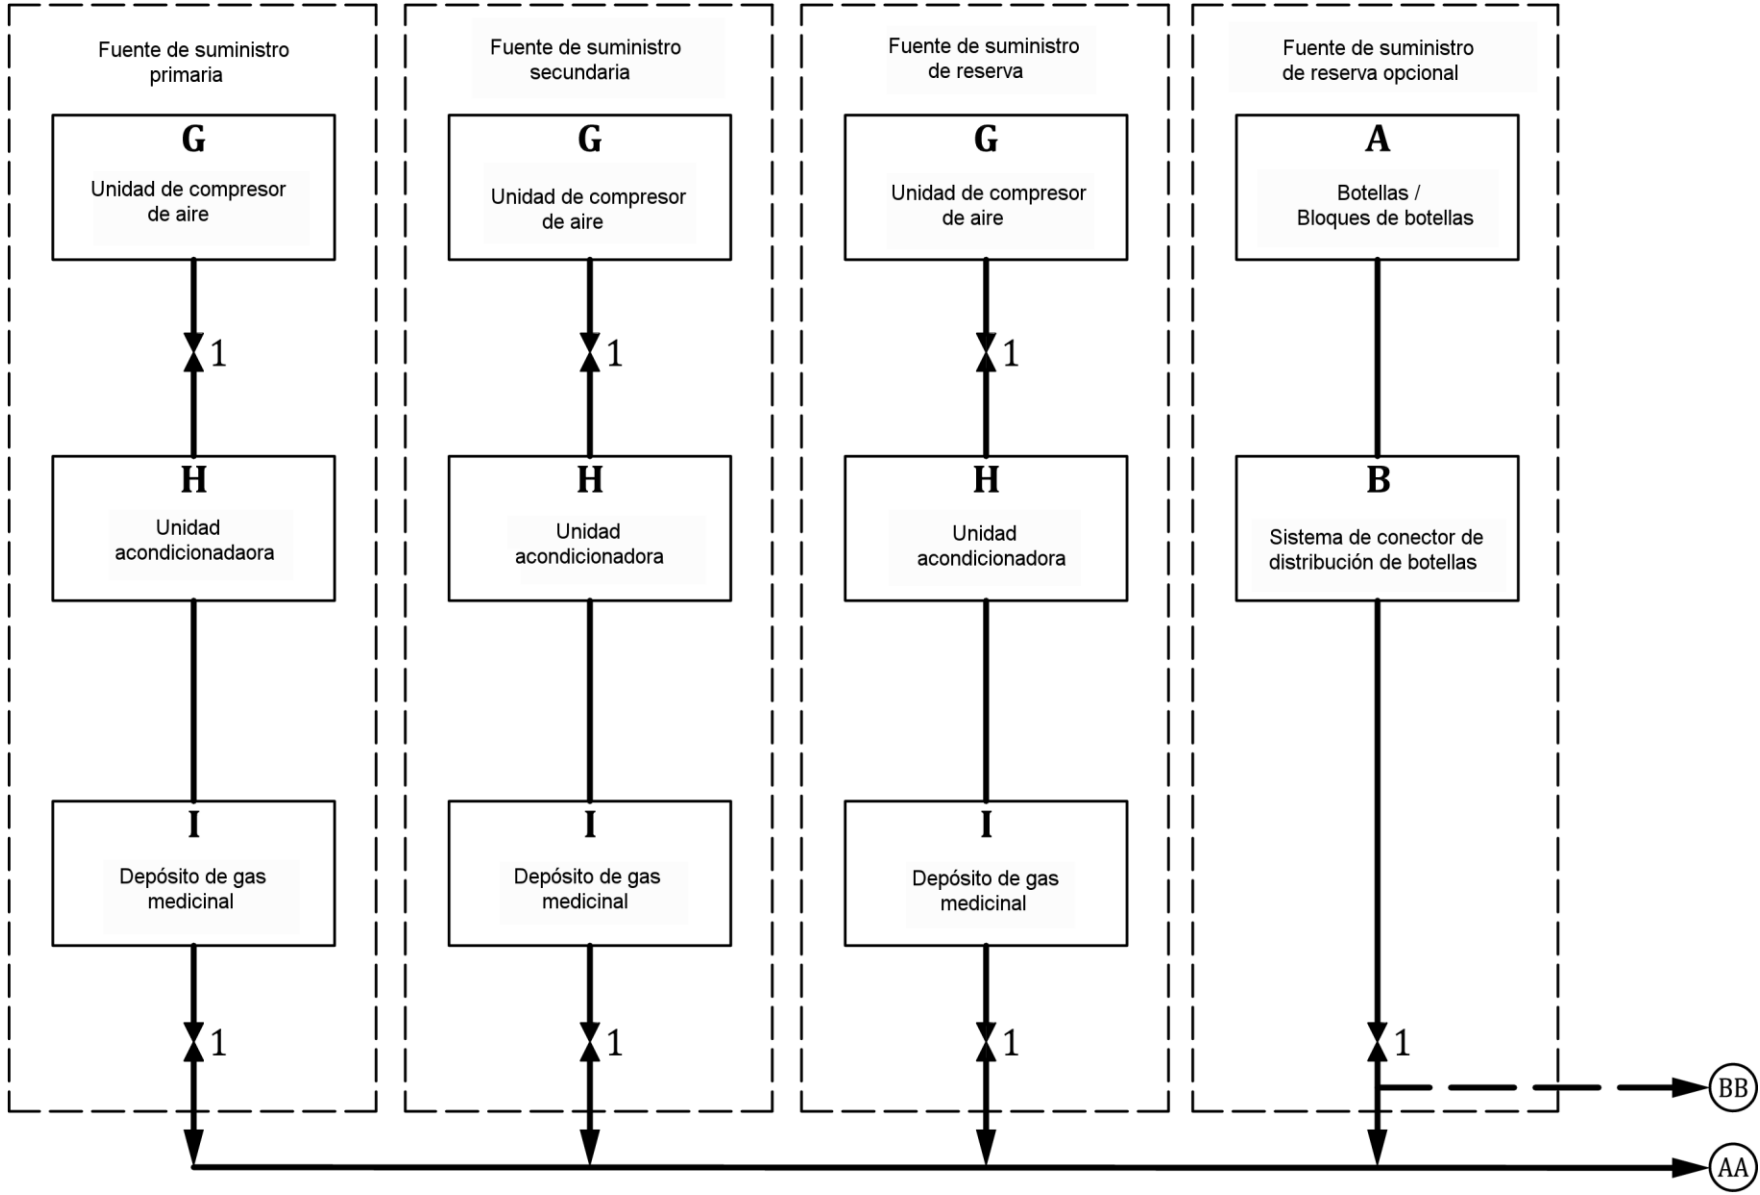 Fuente de suministro
primaria
G
Unidad de compresor
de aire
1
H
Unidad
acondicionadaora
I
Depósito de gas
medicinal
1
Fuente de suministro
secundaria
G
Unidad de compresor
de aire
1
H
Unidad
acondicionadora
I
Depósito de gas
medicinal
1
Fuente de suministro
de reserva
G
Unidad de compresor
de aire
1
H
Unidad
acondicionadora
I
Depósito de gas
medicinal
1
Fuente de suministro
de reserva opcional
A
Botellas /
Bloques de botellas
B
Sistema de conector de
distribución de botellas
1
BB
AA